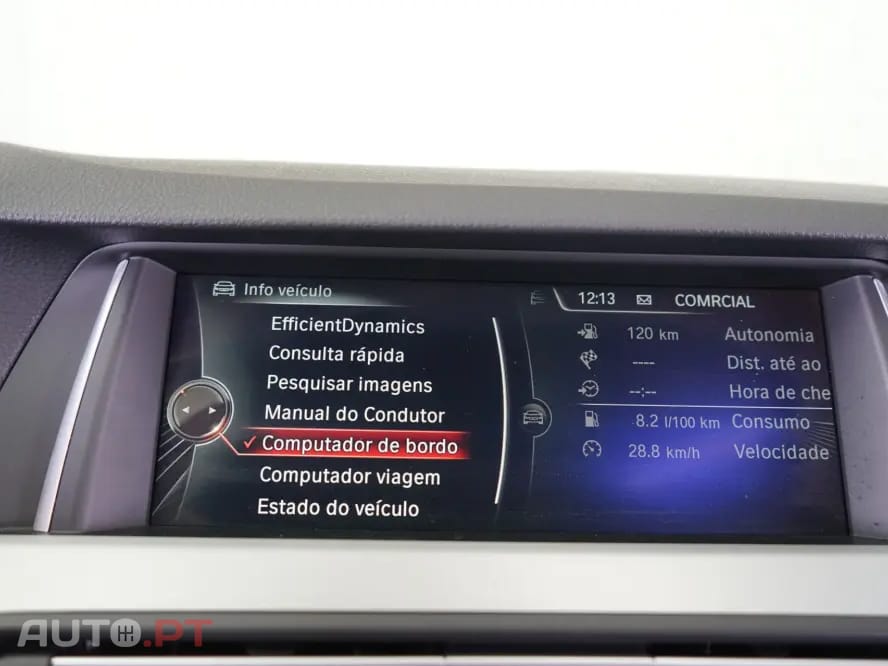 Info veículo
EfficientDynamics
Consulta rápida
Pesquisar imagens
Manual do Condutor
Computador de bordo
Computador viagem
Estado do veículo
12:13 COMRCIAL
120 km Autonomia
---- Dist. até ao
--:-- Hora de che
8.2 l/100 km Consumo
28.8 km/h Velocidade
AUTO.PT